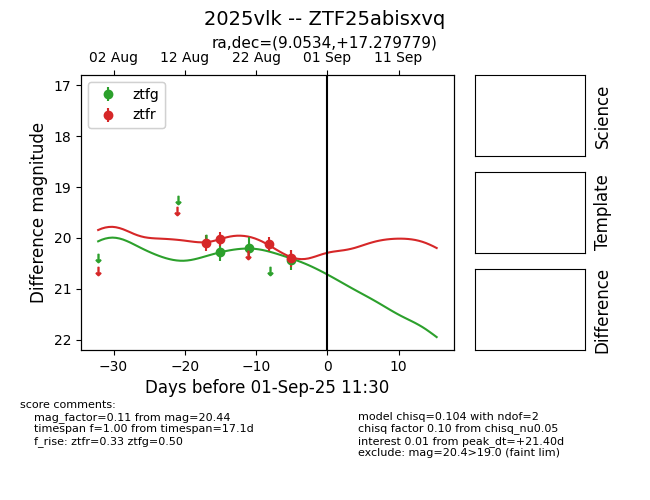 2025vlk -- ZTF25abisxvq
ra,dec=(9.0534,+17.279779)
02 Aug 12 Aug 22 Aug 01 Sep 11 Sep
ztfg
ztfr
17
18
19
20
21
22
Difference magnitude
−30 −20 −10 0 10
Days before 01-Sep-25 11:30
Science
Template
Difference
score comments:
mag_factor=0.11 from mag=20.44
timespan f=1.00 from timespan=17.1d
f_rise: ztfr=0.33 ztfg=0.50
model chisq=0.104 with ndof=2
chisq factor 0.10 from chisq_nu0.05
interest 0.01 from peak_dt=+21.40d
exclude: mag=20.4>19.0 (faint lim)